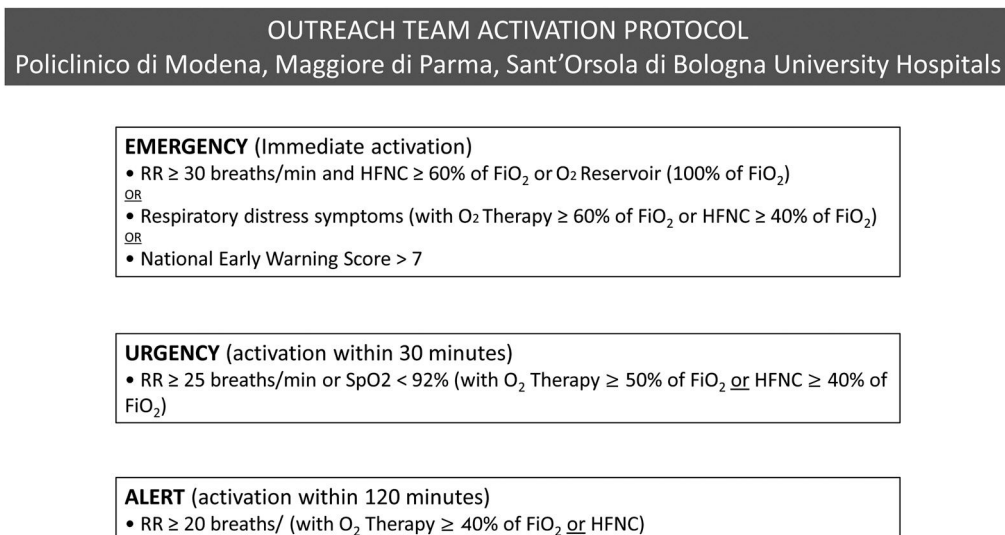 OUTREACH TEAM ACTIVATION PROTOCOL
Policlinico di Modena, Maggiore di Parma, Sant'Orsola di Bologna University Hospitals
EMERGENCY (Immediate activation)
• RR ≥ 30 breaths/min and HFNC ≥ 60% of FiO₂ or O₂ Reservoir (100% of FiO₂)
OR
• Respiratory distress symptoms (with O₂ Therapy ≥ 60% of FiO₂ or HFNC ≥ 40% of FiO₂)
OR
• National Early Warning Score > 7
URGENCY (activation within 30 minutes)
• RR ≥ 25 breaths/min or SpO2 < 92% (with O₂ Therapy ≥ 50% of FiO₂ or HFNC ≥ 40% of
FiO₂)
ALERT (activation within 120 minutes)
• RR ≥ 20 breaths/ (with O₂ Therapy ≥ 40% of FiO₂ or HFNC)